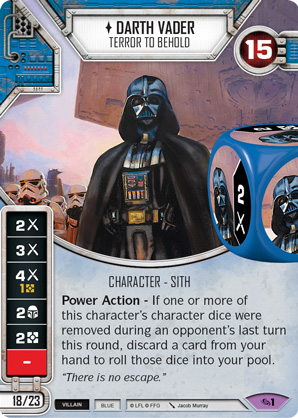 DARTH VADER
TERROR TO BEHOLD
15
2
2
3
4
1
2
2
–
CHARACTER - SITH
Power Action - If one or more of
this character's character dice were
removed during an opponent's last turn
this round, discard a card from your
hand to roll those dice into your pool.
"There is no escape."
18/23
VILLAIN
BLUE
© LFL © FFG
Jacob Murray
1